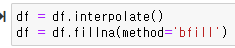 df = df.interpolate()
df = df.fillna(method='bfill')